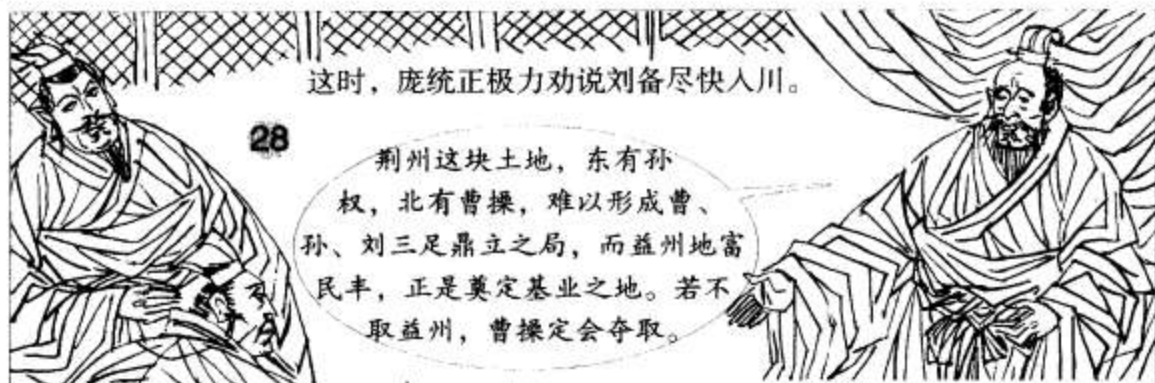 这时，庞统正极力劝说刘备尽快入川。
28
荆州这块土地，东有孙
权，北有曹操，难以形成曹、
孙、刘三足鼎立之局，而益州地富
民丰，正是奠定基业之地。若不
取益州，曹操定会夺取。